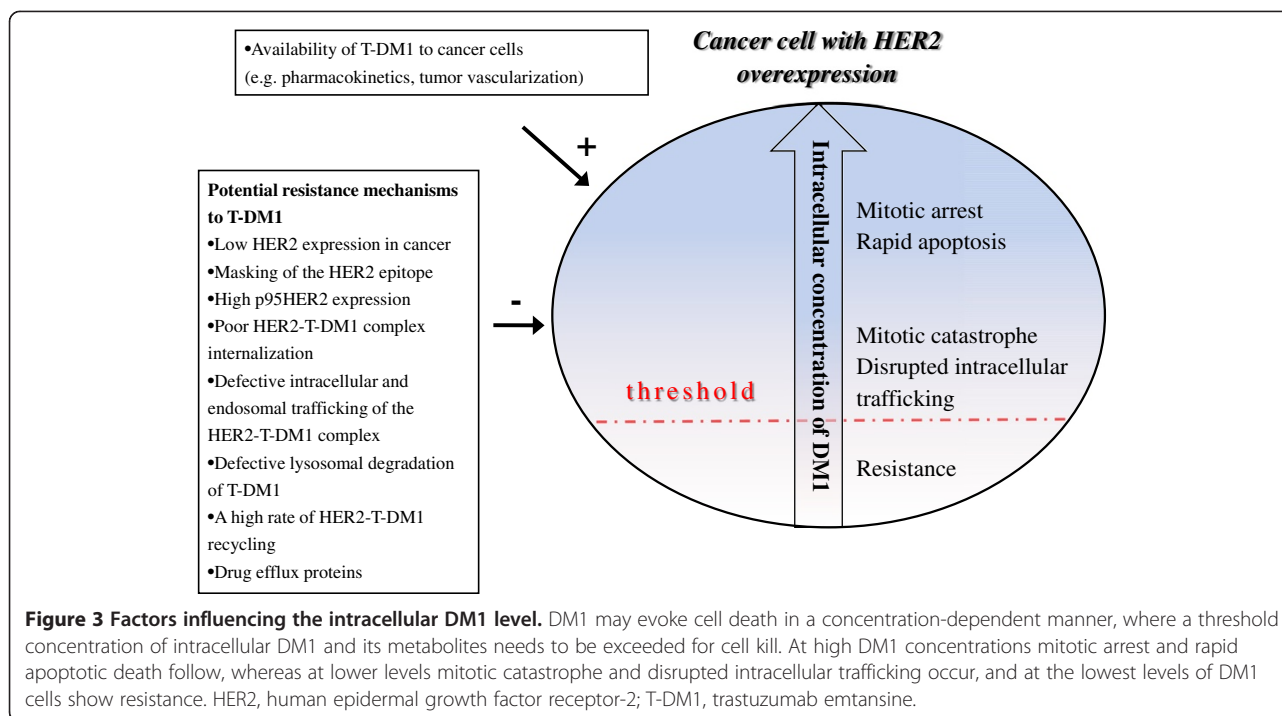 •Availability of T-DM1 to cancer cells
(e.g. pharmacokinetics, tumor vascularization)
Cancer cell with HER2
overexpression
+
Potential resistance mechanisms
to T-DM1
•Low HER2 expression in cancer
•Masking of the HER2 epitope
•High p95HER2 expression
•Poor HER2-T-DM1 complex
internalization
•Defective intracellular and
endosomal trafficking of the
HER2-T-DM1 complex
•Defective lysosomal degradation
of T-DM1
•A high rate of HER2-T-DM1
recycling
•Drug efflux proteins
-
threshold
Intracellular concentration of DM1
Mitotic arrest
Rapid apoptosis
Mitotic catastrophe
Disrupted intracellular
trafficking
Resistance
Figure 3 Factors influencing the intracellular DM1 level. DM1 may evoke cell death in a concentration-dependent manner, where a threshold
concentration of intracellular DM1 and its metabolites needs to be exceeded for cell kill. At high DM1 concentrations mitotic arrest and rapid
apoptotic death follow, whereas at lower levels mitotic catastrophe and disrupted intracellular trafficking occur, and at the lowest levels of DM1
cells show resistance. HER2, human epidermal growth factor receptor-2; T-DM1, trastuzumab emtansine.